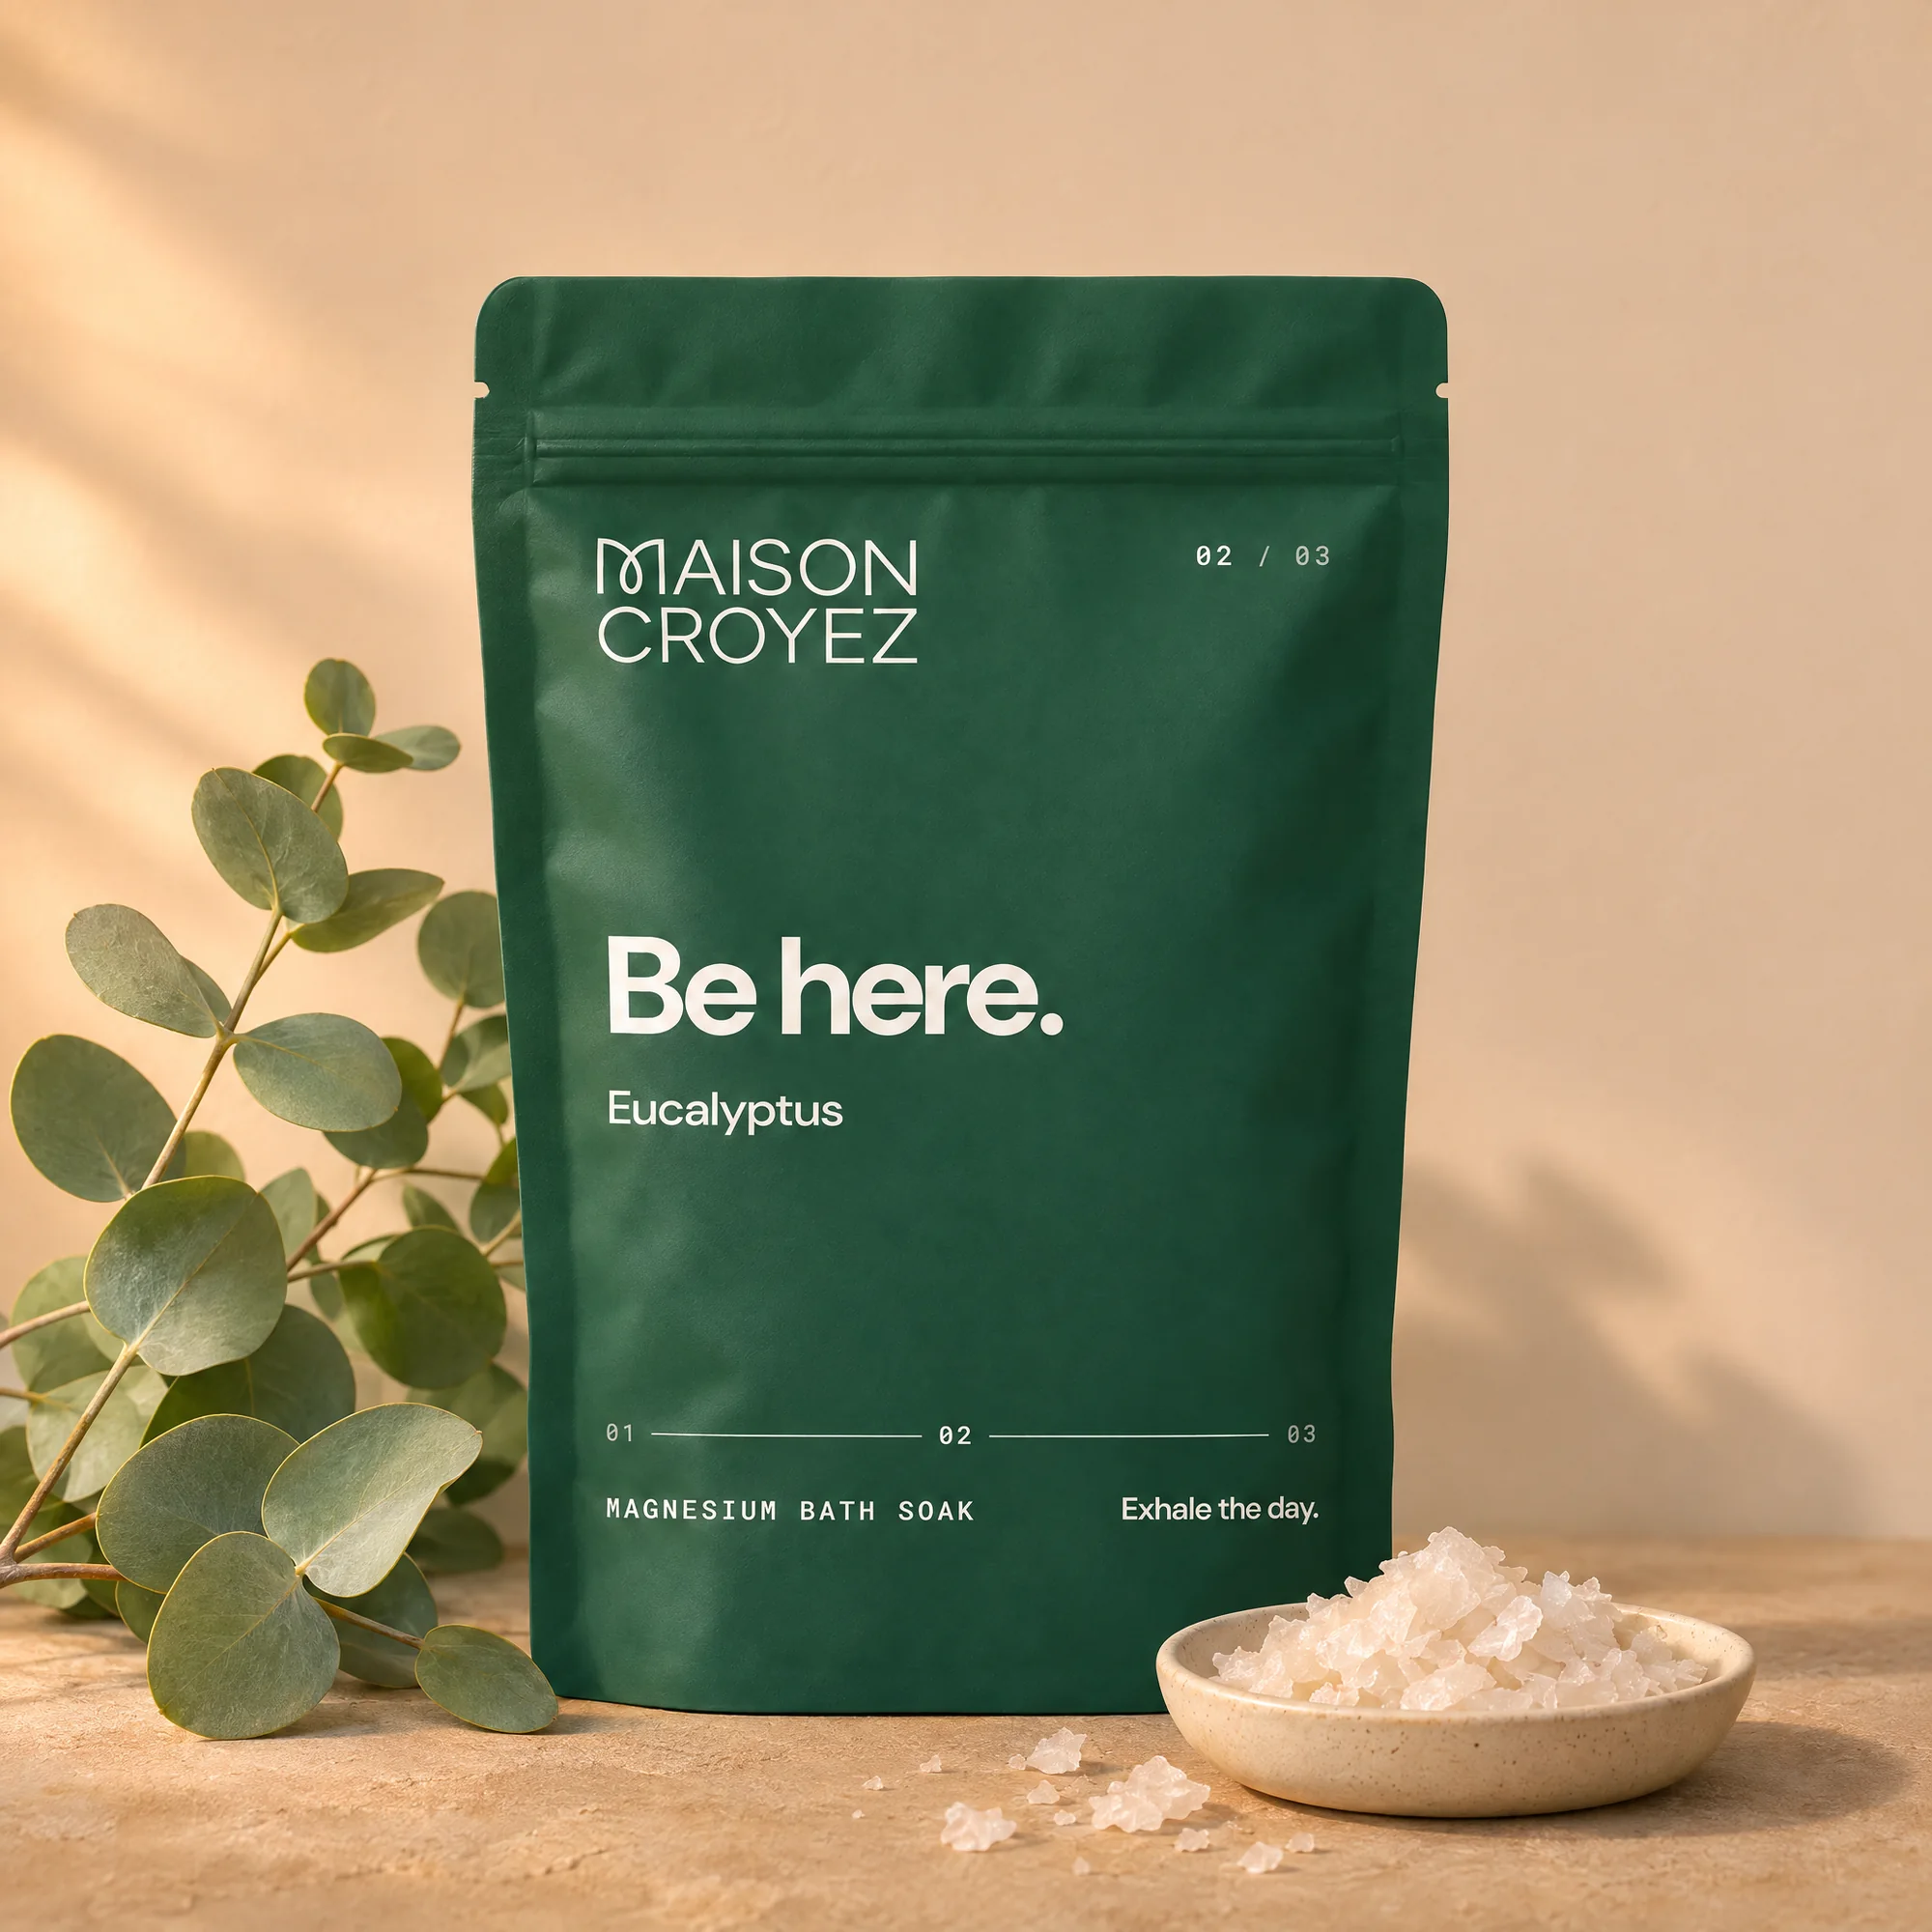 MAISON
CROYEZ
02 / 03
Be here.
Eucalyptus
01 02 03
MAGNESIUM BATH SOAK
Exhale the day.